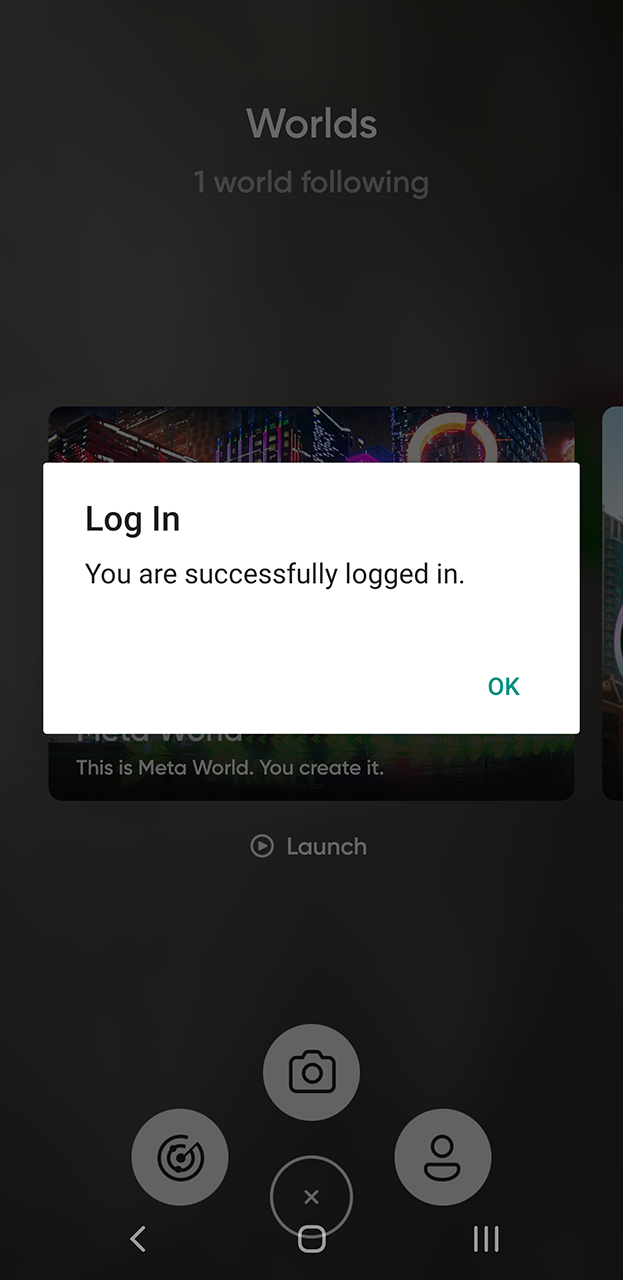 Worlds
1 world following
Log In
You are successfully logged in.
OK
Meta World
This is Meta World. You create it.
Launch